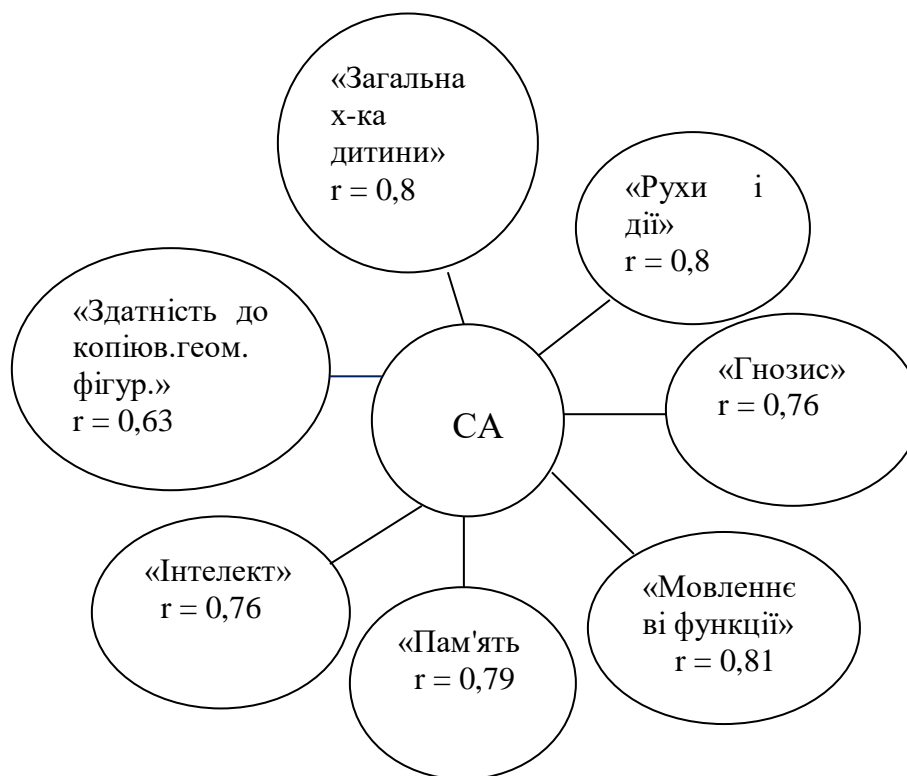 «Загальна
х-ка
дитини»
r = 0,8
«Рухи і
дії»
r = 0,8
«Здатність до
копіюв.геом.
фігур.»
r = 0,63
«Гнозис»
r = 0,76
СА
«Інтелект»
r = 0,76
«Мовленнє
ві функції»
r = 0,81
«Пам'ять
r = 0,79